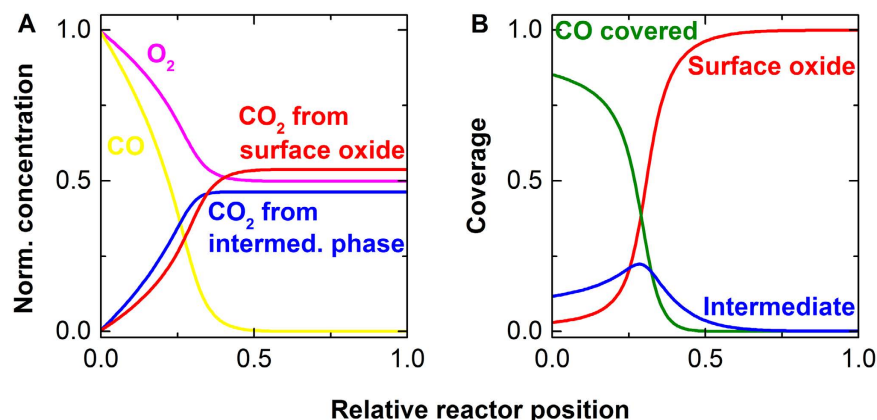 A
B
1.0
0.5
0.0
Norm. concentration
O2
CO
CO2 from
surface oxide
CO2 from
intermed. phase
0.0
0.5
1.0
1.0
0.5
0.0
Coverage
CO covered
Surface oxide
Intermediate
0.0
0.5
1.0
Relative reactor position